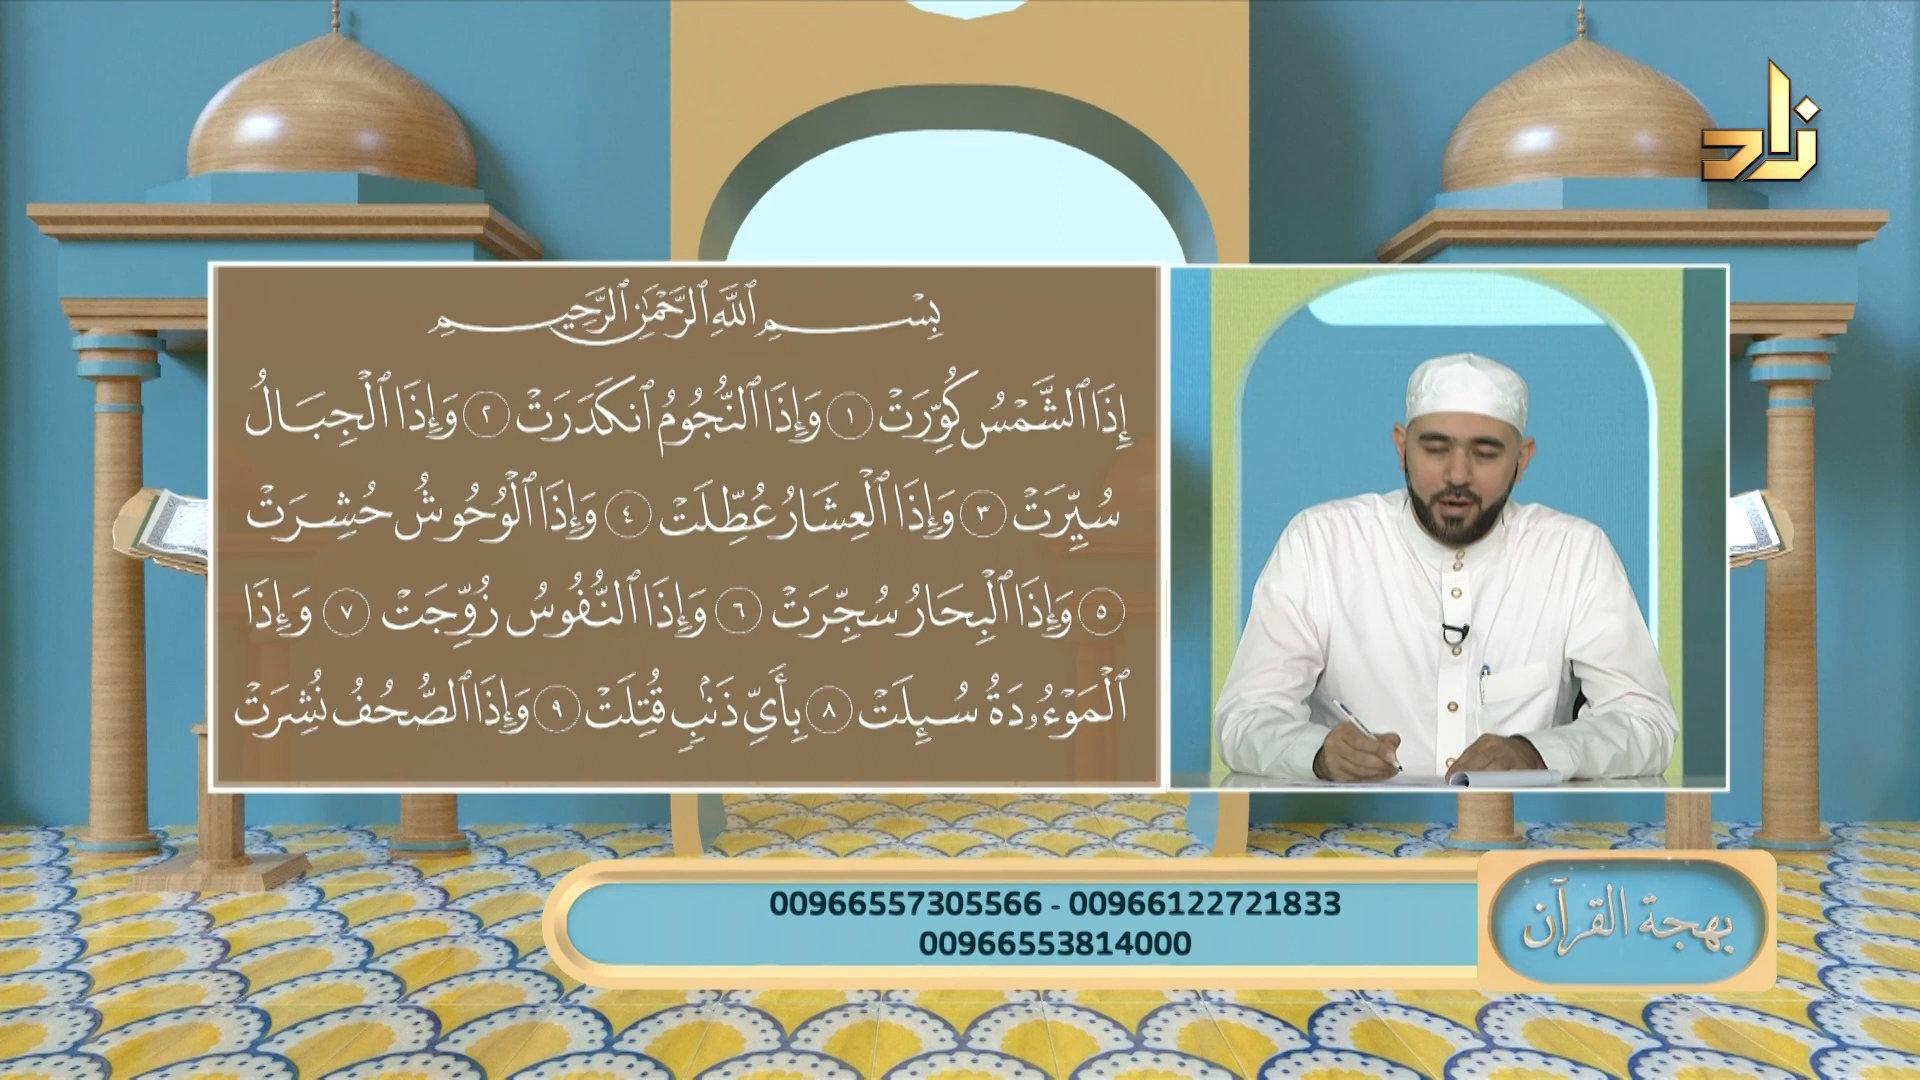 زاد
بِسْمِ ٱللَّهِ ٱلرَّحْمَٰنِ ٱلرَّحِيمِ
إِذَا ٱلشَّمْسُ كُوِّرَتْ ١ وَإِذَا ٱلنُّجُومُ ٱنكَدَرَتْ ٢ وَإِذَا ٱلْجِبَالُ
سُيِّرَتْ ٣ وَإِذَا ٱلْعِشَارُ عُطِّلَتْ ٤ وَإِذَا ٱلْوُحُوشُ حُشِرَتْ
٥ وَإِذَا ٱلْبِحَارُ سُجِّرَتْ ٦ وَإِذَا ٱلنُّفُوسُ زُوِّجَتْ ٧ وَإِذَا
ٱلْمَوْءُۥدَةُ سُئِلَتْ ٨ بِأَىِّ ذَنۢبٍ قُتِلَتْ ٩ وَإِذَا ٱلصُّحُفُ نُشِرَتْ
00966557305566 - 00966122721833
00966553814000
بهجة القرآن